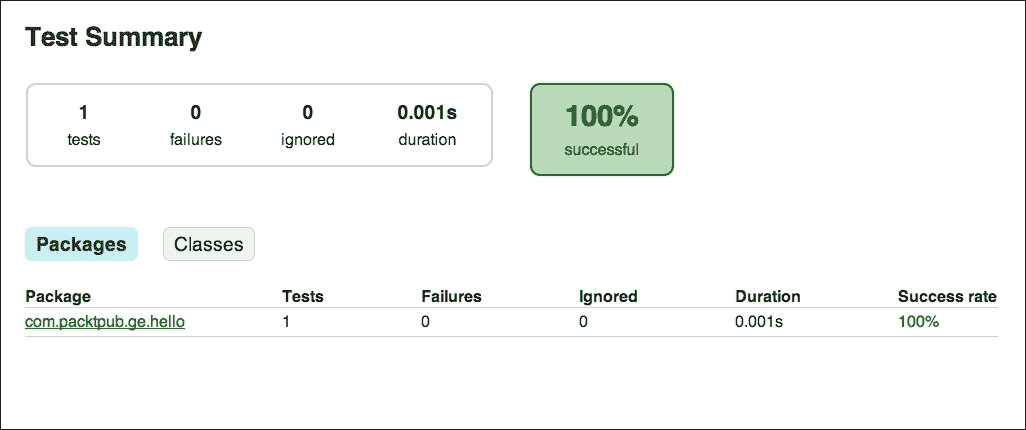 Test Summary
1 0 0 0.001s 100%
tests failures ignored duration successful
Packages Classes
Package Tests Failures Ignored Duration Success rate
com.packtpub.ge.hello 1 0 0 0.001s 100%